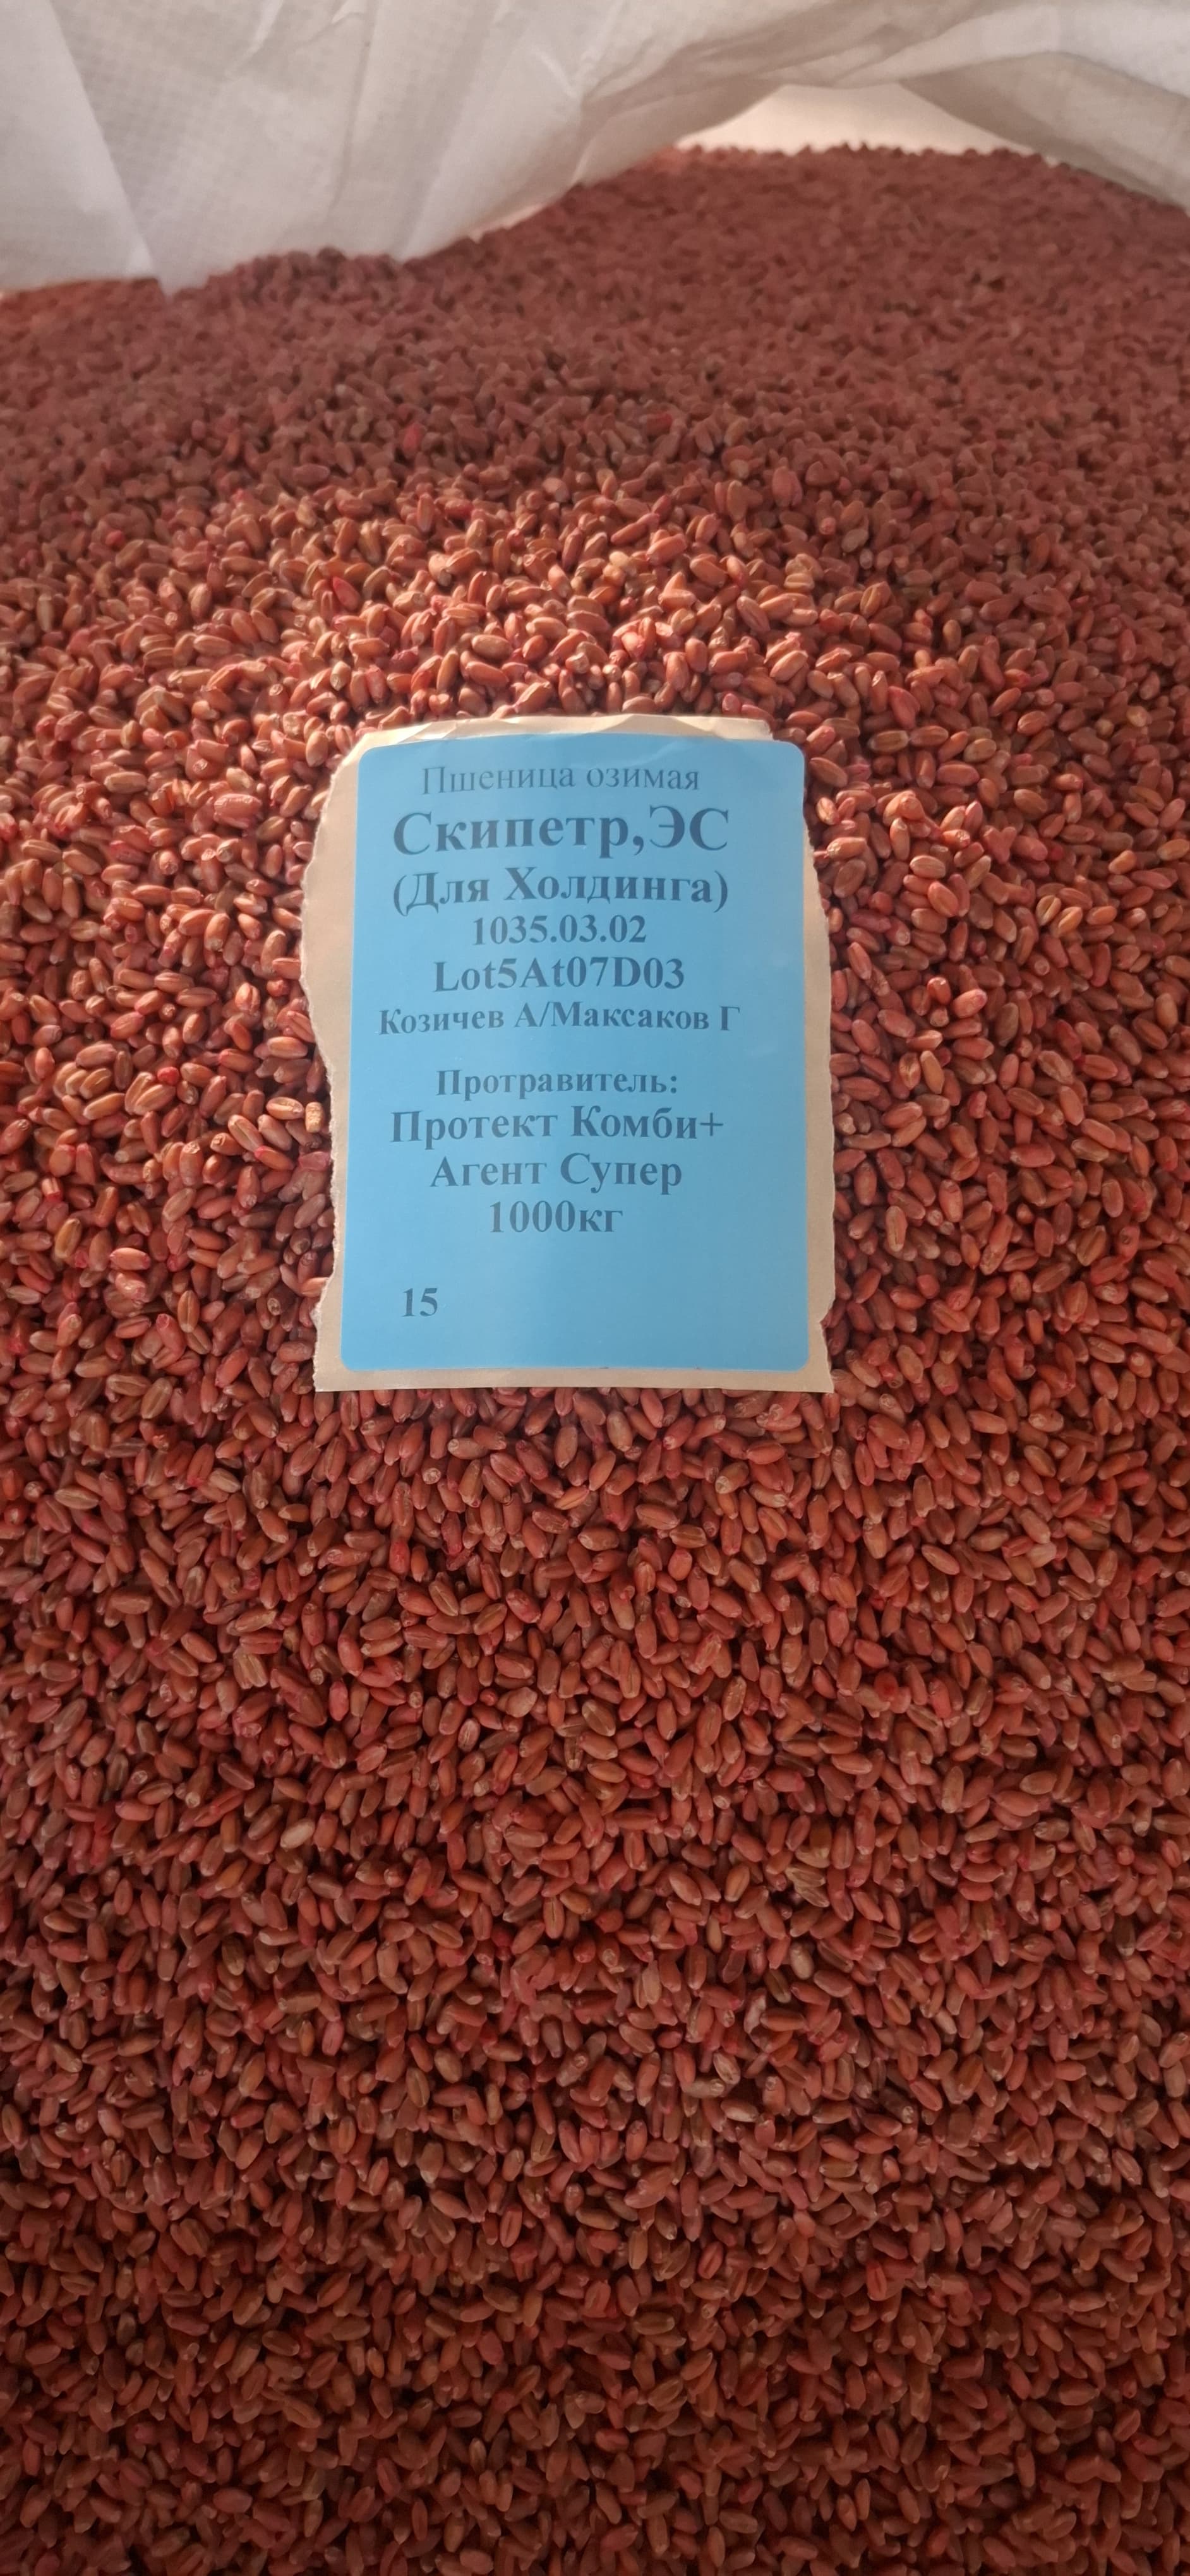 Пшеница озимая
Скипетр,ЭС
(Для Холдинга)
1035.03.02
Lot5At07D03
Козичев А/Максаков Г
Протравитель:
Протект Комби+
Агент Супер
1000кг
15